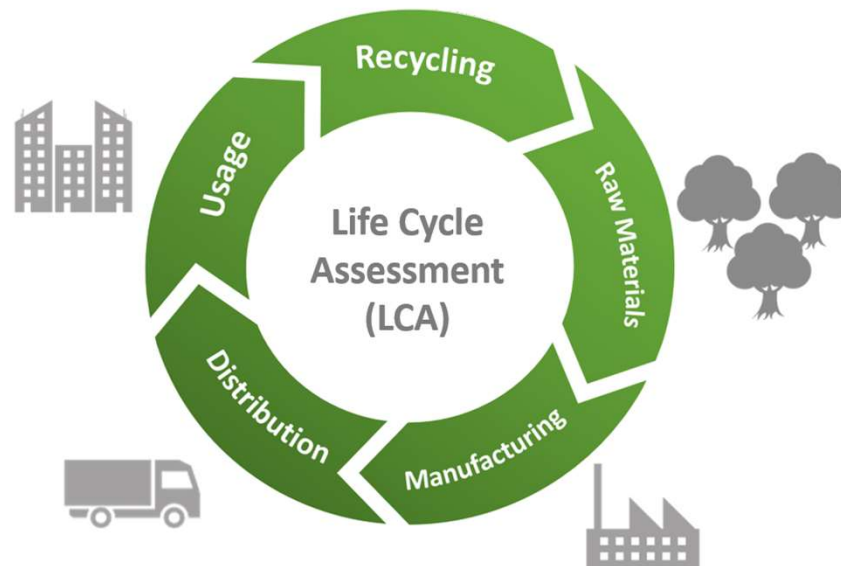 Recycling
Raw Materials
Manufacturing
Distribution
Usage
Life Cycle
Assessment
(LCA)